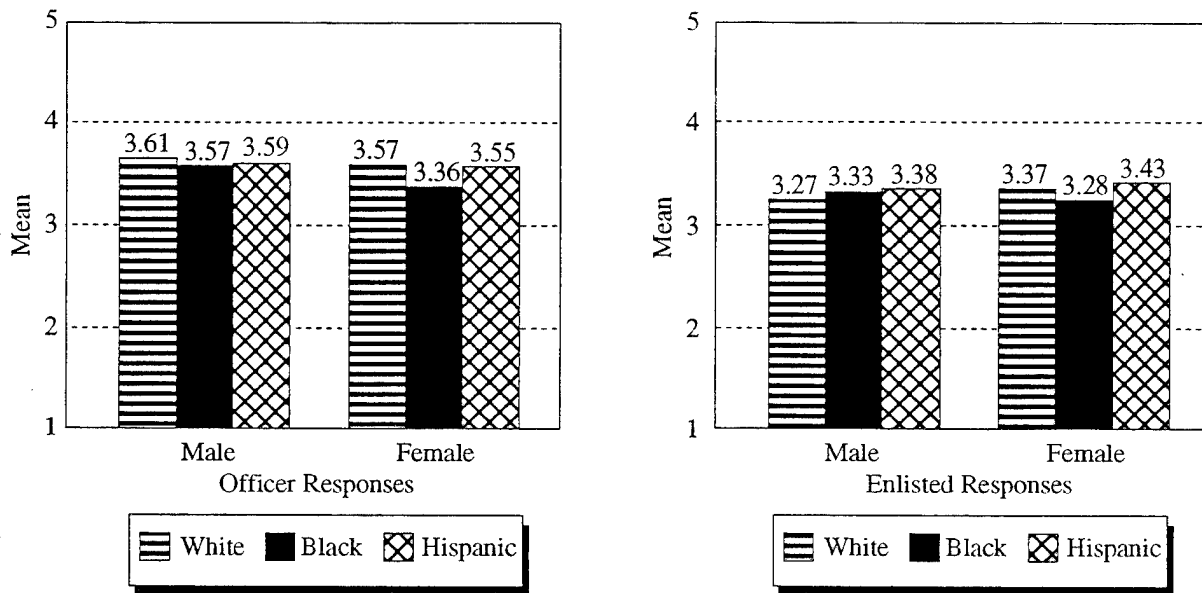 5
4
3
2
1
Mean
3.61 3.57 3.59 3.57 3.36 3.55
Male Female
Officer Responses
White Black Hispanic
5
4
3
2
1
Mean
3.27 3.33 3.38 3.37 3.28 3.43
Male Female
Enlisted Responses
White Black Hispanic